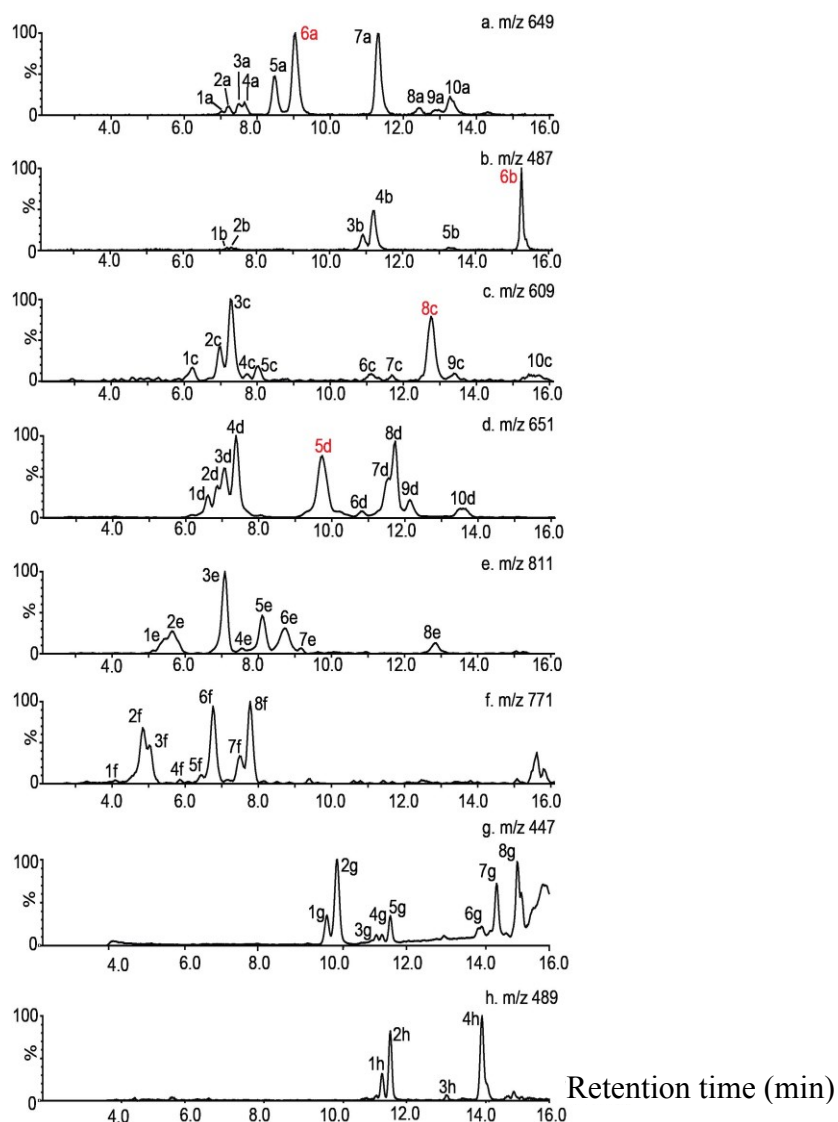 a. m/z 649
100
%
0
1a 2a 3a 4a 5a 6a 7a 8a 9a 10a
4.0 6.0 8.0 10.0 12.0 14.0 16.0
b. m/z 487
100
%
0
1b 2b 3b 4b 5b 6b
4.0 6.0 8.0 10.0 12.0 14.0 16.0
c. m/z 609
100
%
0
1c 2c 3c 4c 5c 6c 7c 8c 9c 10c
4.0 6.0 8.0 10.0 12.0 14.0 16.0
d. m/z 651
100
%
0
1d 2d 3d 4d 5d 6d 7d 8d 9d 10d
4.0 6.0 8.0 10.0 12.0 14.0 16.0
e. m/z 811
100
%
0
1e 2e 3e 4e 5e 6e 7e 8e
4.0 6.0 8.0 10.0 12.0 14.0 16.0
f. m/z 771
100
%
0
1f 2f 3f 4f 5f 6f 7f 8f
4.0 6.0 8.0 10.0 12.0 14.0 16.0
g. m/z 447
100
%
0
1g 2g 3g 4g 5g 6g 7g 8g
4.0 6.0 8.0 10.0 12.0 14.0 16.0
h. m/z 489
100
%
0
1h 2h 3h 4h
4.0 6.0 8.0 10.0 12.0 14.0 16.0
Retention time (min)